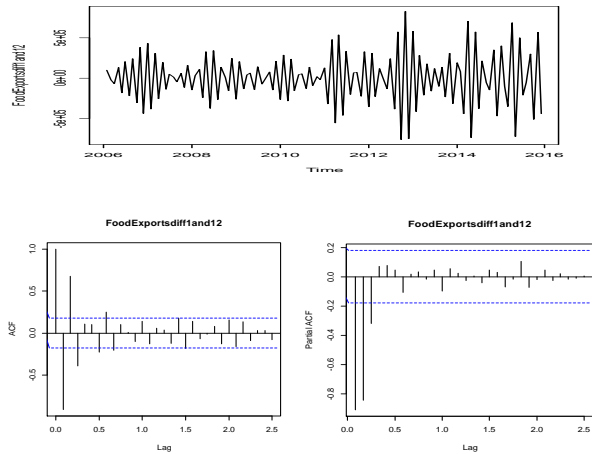 FoodExportsdiff1and12
5e+05
0e+00
-5e+05
2006 2008 2010 2012 2014 2016
Time
FoodExportsdiff1and12
ACF
1.0
0.5
0.0
-0.5
0.0 0.5 1.0 1.5 2.0 2.5
Lag
FoodExportsdiff1and12
Partial ACF
0.2
0.0
-0.2
-0.4
-0.6
-0.8
0.0 0.5 1.0 1.5 2.0 2.5
Lag